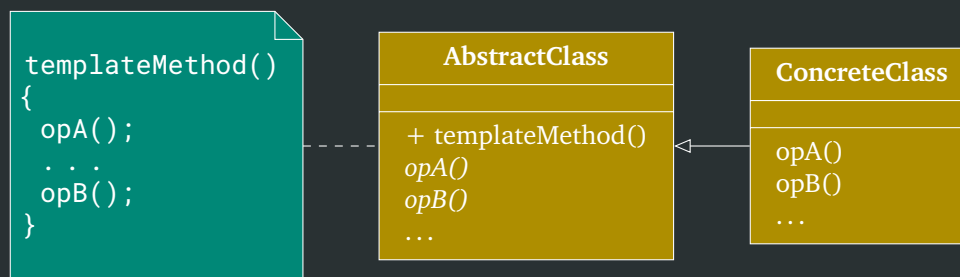 templateMethod()
{
opA();
. . .
opB();
}
AbstractClass
+ templateMethod()
opA()
opB()
…
ConcreteClass
opA()
opB()
…